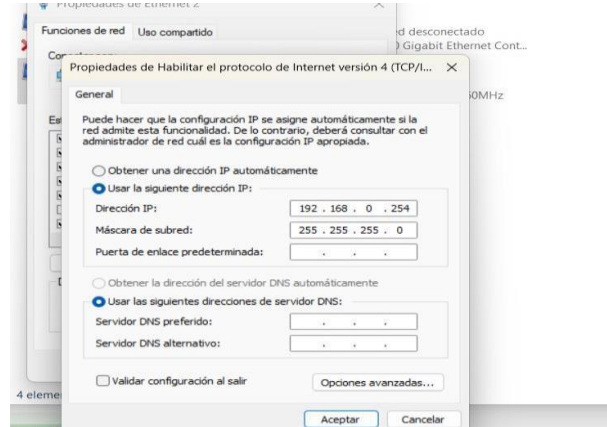 Propiedades de Ethernet 2
Funciones de red Uso compartido
ed desconectado
Gigabit Ethernet Cont...
0MHz
Propiedades de Habilitar el protocolo de Internet versión 4 (TCP/I...
General
Puede hacer que la configuración IP se asigne automáticamente si la
red admite esta funcionalidad. De lo contrario, deberá consultar con el
administrador de red cuál es la configuración IP apropiada.
Obtener una dirección IP automáticamente
Usar la siguiente dirección IP:
Dirección IP: 192 . 168 . 0 . 254
Máscara de subred: 255 . 255 . 255 . 0
Puerta de enlace predeterminada: . . .
Obtener la dirección del servidor DNS automáticamente
Usar las siguientes direcciones de servidor DNS:
Servidor DNS preferido: . . .
Servidor DNS alternativo: . . .
Validar configuración al salir Opciones avanzadas...
4 eleme
Aceptar Cancelar